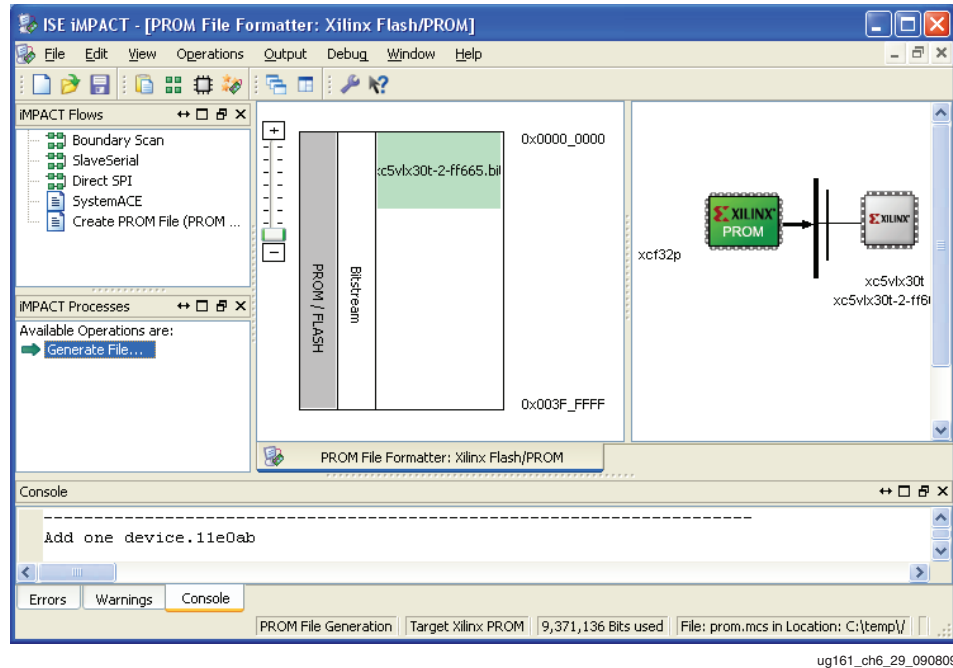 ISE iMPACT - [PROM File Formatter: Xilinx Flash/PROM]
File Edit View Operations Output Debug Window Help
iMPACT Flows
Boundary Scan
SlaveSerial
Direct SPI
SystemACE
Create PROM File (PROM ...
iMPACT Processes
Available Operations are:
Generate File...
PROM / FLASH
Bitstream
xc5vlx30t-2-ff665.bit
0x0000_0000
0x003F_FFFF
PROM File Formatter: Xilinx Flash/PROM
xcf32p
XILINX
PROM
XILINX
xc5vlx30t
xc5vlx30t-2-ff6
Console
--------------------------------------------------------------------
Add one device.11e0ab
Errors Warnings Console
PROM File Generation Target Xilinx PROM 9,371,136 Bits used File: prom.mcs in Location: C:\temp\/
ug161_ch6_29_090809